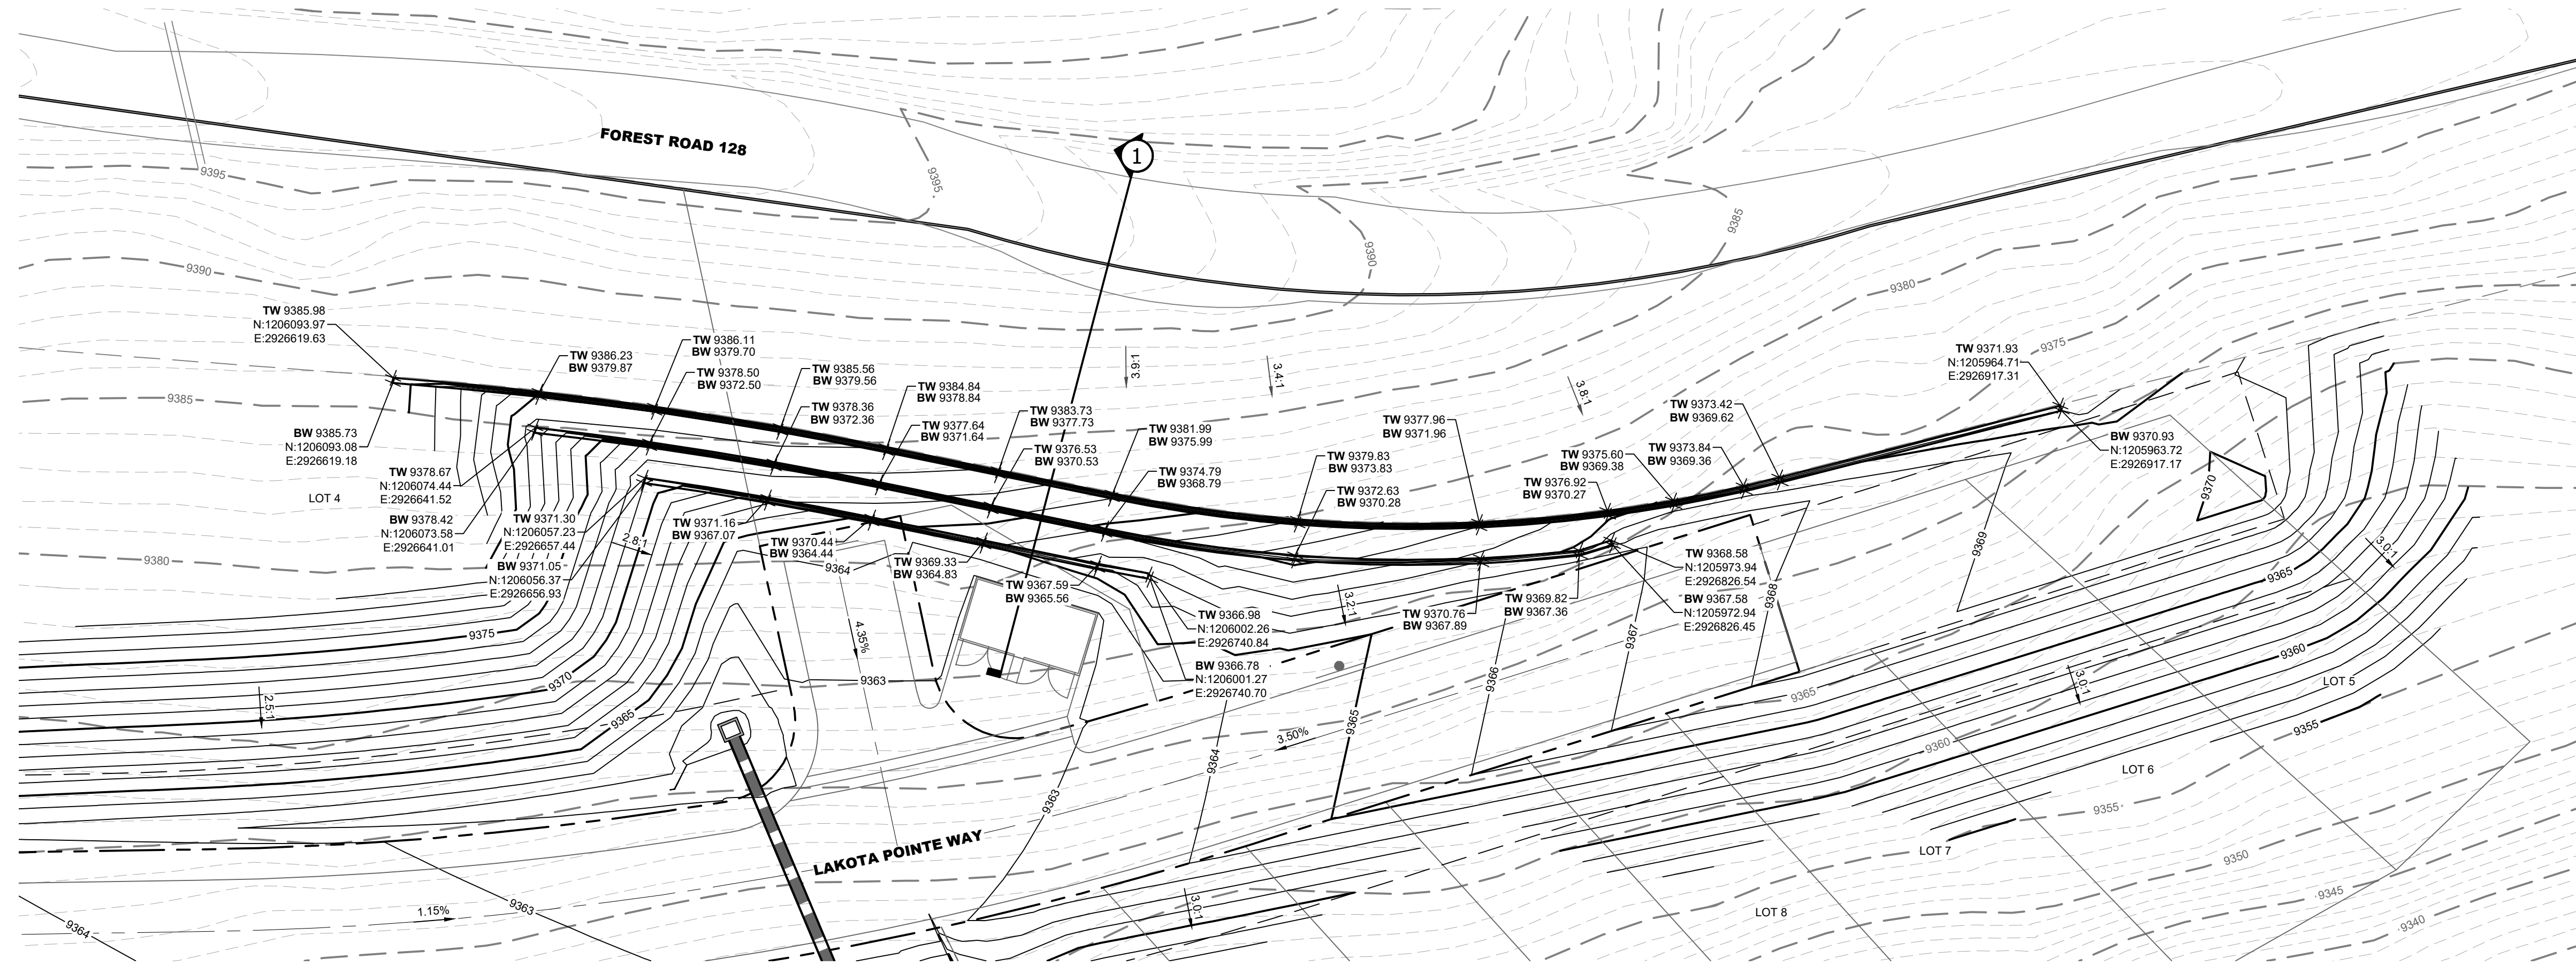 FOREST ROAD 128
1
9395
9395
9390
9390
9385
9380
9375
9385
9380
TW 9385.98
N:1206093.97
E:2926619.63
BW 9385.73
N:1206093.08
E:2926619.18
TW 9386.23
BW 9379.87
TW 9386.11
BW 9379.70
TW 9378.50
BW 9372.50
TW 9385.56
BW 9379.56
TW 9378.36
BW 9372.36
TW 9384.84
BW 9378.84
TW 9377.64
BW 9371.64
TW 9383.73
BW 9377.73
TW 9376.53
BW 9370.53
TW 9381.99
BW 9375.99
TW 9374.79
BW 9368.79
3.9:1
3.4:1
3.8:1
TW 9379.83
BW 9373.83
TW 9372.63
BW 9370.28
TW 9377.96
BW 9371.96
TW 9376.92
BW 9370.27
TW 9375.60
BW 9369.38
TW 9373.84
BW 9369.36
TW 9373.42
BW 9369.62
TW 9371.93
N:1205964.71
E:2926917.31
BW 9370.93
N:1205963.72
E:2926917.17
TW 9378.67
N:1206074.44
E:2926641.52
LOT 4
BW 9378.42
N:1206073.58
E:2926641.01
TW 9371.30
N:1206057.23
E:2926657.44
BW 9371.05
N:1206056.37
E:2926656.93
2.8:1
TW 9371.16
BW 9367.07
TW 9370.44
BW 9364.44
9364
TW 9369.33
BW 9364.83
TW 9367.59
BW 9365.56
TW 9366.98
N:1206002.26
E:2926740.84
BW 9366.78
N:1206001.27
E:2926740.70
3.2:1
TW 9370.76
BW 9367.89
TW 9369.82
BW 9367.36
TW 9368.58
N:1205973.94
E:2926826.54
BW 9367.58
N:1205972.94
E:2926826.45
9370
9369
9368
9367
9366
9365
9364
9363
9363
4.35%
3.50%
9375
9370
9365
2.5:1
3.0:1
9365
9360
3.0:1
LOT 5
9355
9365
9360
LOT 6
9355
LOT 7
9350
9345
9340
LOT 8
3.0:1
LAKOTA POINTE WAY
1.15%
9363
9364